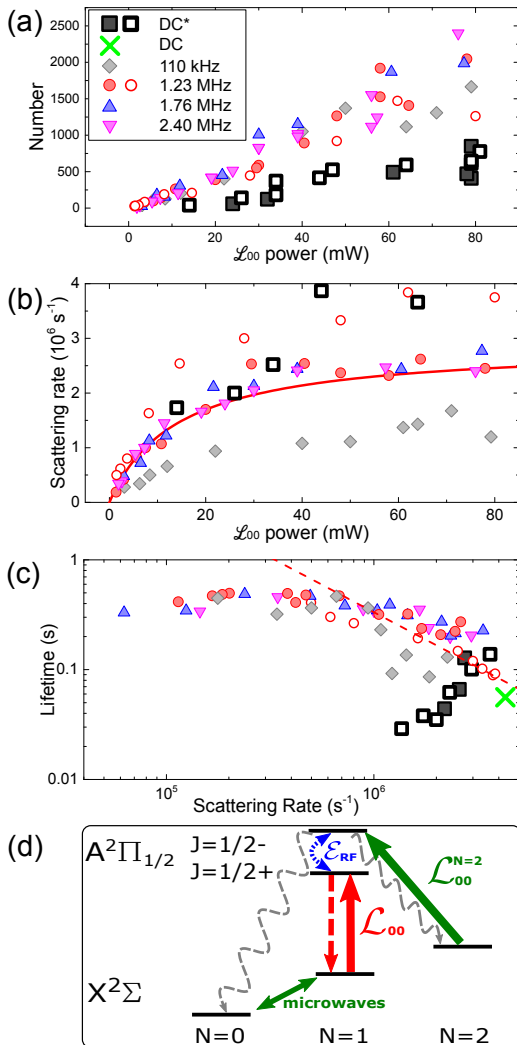 (a)
2500
2000
1500
1000
500
0
Number
DC*
DC
110 kHz
1.23 MHz
1.76 MHz
2.40 MHz
0 20 40 60 80
ℒ₀₀ power (mW)
(b)
4
3
2
1
0
Scattering rate (10⁶ s⁻¹)
0 20 40 60 80
ℒ₀₀ power (mW)
(c)
1
0.1
0.01
Lifetime (s)
10⁵ 10⁶
Scattering Rate (s⁻¹)
(d)
A²Π₁/₂
J=1/2-
J=1/2+
ℰRF
ℒ₀₀
ℒ₀₀ᴺ⁼²
X²Σ
microwaves
N=0 N=1 N=2